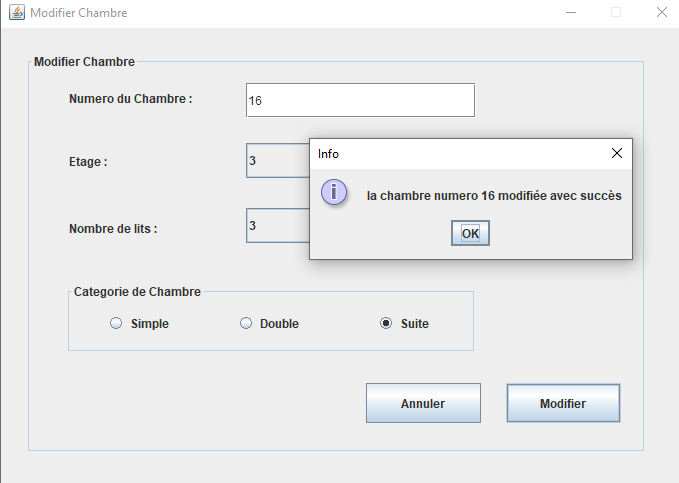 Modifier Chambre
Modifier Chambre
Numero du Chambre :
16
Info
Etage :
3
la chambre numero 16 modifiée avec succès
OK
Nombre de lits :
3
Categorie de Chambre
Simple Double Suite
Annuler Modifier